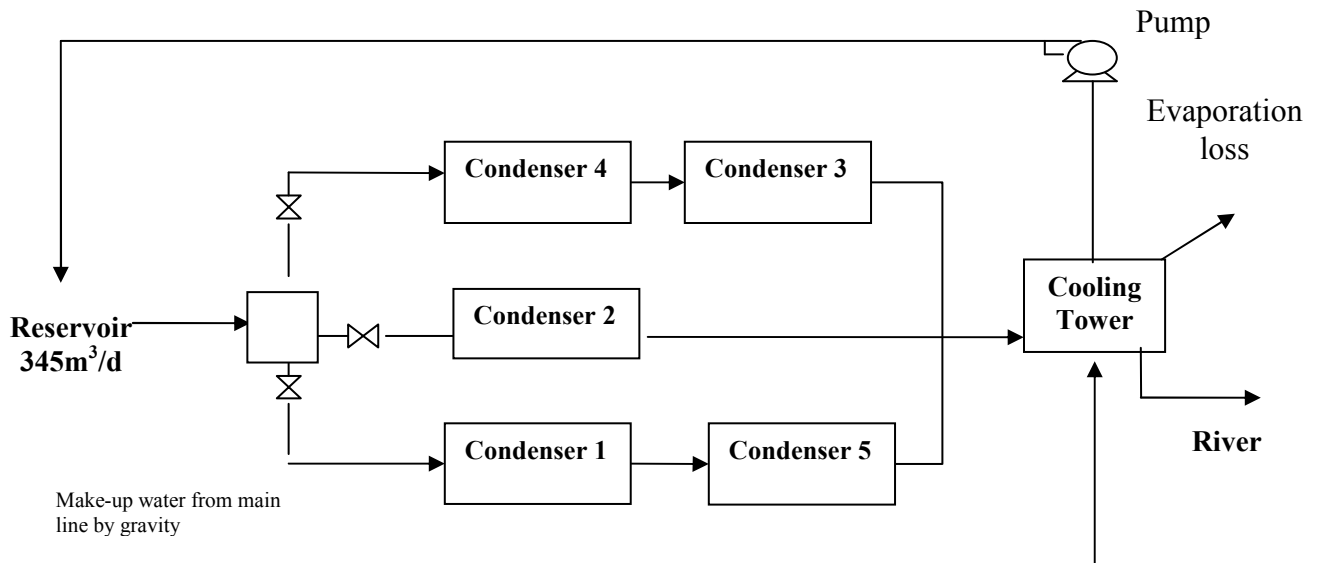 Pump
Evaporation
loss
Condenser 4
Condenser 3
Cooling
Tower
Condenser 2
Reservoir
345m³/d
River
Condenser 1
Condenser 5
Make-up water from main
line by gravity